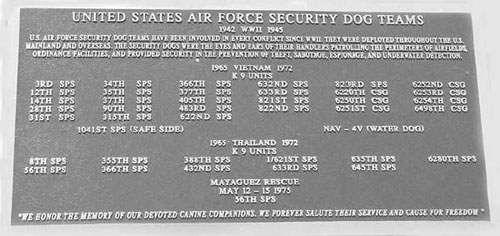 UNITED STATES AIR FORCE SECURITY DOG TEAMS
1942 WWII 1945
U.S. AIR FORCE SECURITY DOG TEAMS HAVE BEEN INVOLVED IN EVERY CONFLICT SINCE WWII. THEY WERE DEPLOYED THROUGHOUT THE U.S.
MAINLAND AND OVERSEAS. THE SECURITY DOGS WERE THE EYES AND EARS OF THEIR HANDLERS PATROLLING THE PERIMETERS OF AIRFIELDS,
ORDINANCE FACILITIES, AND PROVIDED SECURITY IN THE PREVENTION OF THEFT, SABOTAGE, ESPIONAGE, AND UNDERWATER DETECTION.
1965 VIETNAM 1972
K 9 UNITS
3RD SPS 34TH SPS 366TH SPS 632ND SPS 823RD SPS 6252ND CSG
12TH SPS 35TH SPS 377TH SPS 633RD SPS 6220TH CSG 6253RD CSG
14TH SPS 37TH SPS 405TH SPS 821ST SPS 6250TH CSG 6254TH CSG
28TH SPS 90TH SPS 483RD SPS 822ND SPS 6251ST CSG 6498TH CSG
31ST SPS 315TH SPS 622ND SPS
1041ST SPS (SAFE SIDE) NAV - 4V (WATER DOG)
1965 THAILAND 1972
K 9 UNITS
8TH SPS 355TH SPS 388TH SPS 1/621ST SPS 635TH SPS 6280TH SPS
56TH SPS 366TH SPS 432ND SPS 633RD SPS 645TH SPS
MAYAGUEZ RESCUE
MAY 12 - 15 1975
56TH SPS
"WE HONOR THE MEMORY OF OUR DEVOTED CANINE COMPANIONS. WE FOREVER SALUTE THEIR SERVICE AND CAUSE FOR FREEDOM"